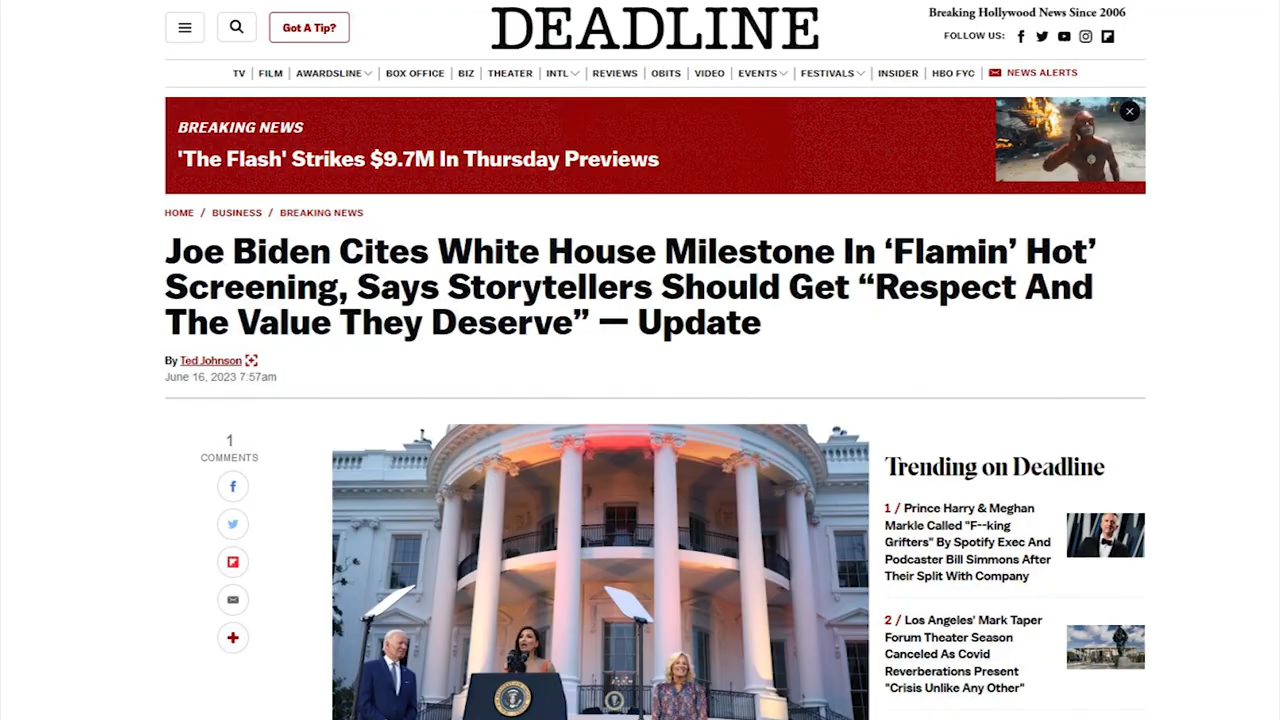 Got A Tip?
DEADLINE
Breaking Hollywood News Since 2006
FOLLOW US:
TV | FILM | AWARDSLINE | BOX OFFICE | BIZ | THEATER | INTL | REVIEWS | OBITS | VIDEO | EVENTS | FESTIVALS | INSIDER | HBO FYC | NEWS ALERTS
BREAKING NEWS
'The Flash' Strikes $9.7M In Thursday Previews
HOME / BUSINESS / BREAKING NEWS
Joe Biden Cites White House Milestone In ‘Flamin’ Hot’
Screening, Says Storytellers Should Get “Respect And
The Value They Deserve” — Update
By Ted Johnson
June 16, 2023 7:57am
1
COMMENTS
Trending on Deadline
1 / Prince Harry & Meghan
Markle Called "F--king
Grifters" By Spotify Exec And
Podcaster Bill Simmons After
Their Split With Company
2 / Los Angeles' Mark Taper
Forum Theater Season
Canceled As Covid
Reverberations Present
"Crisis Unlike Any Other"